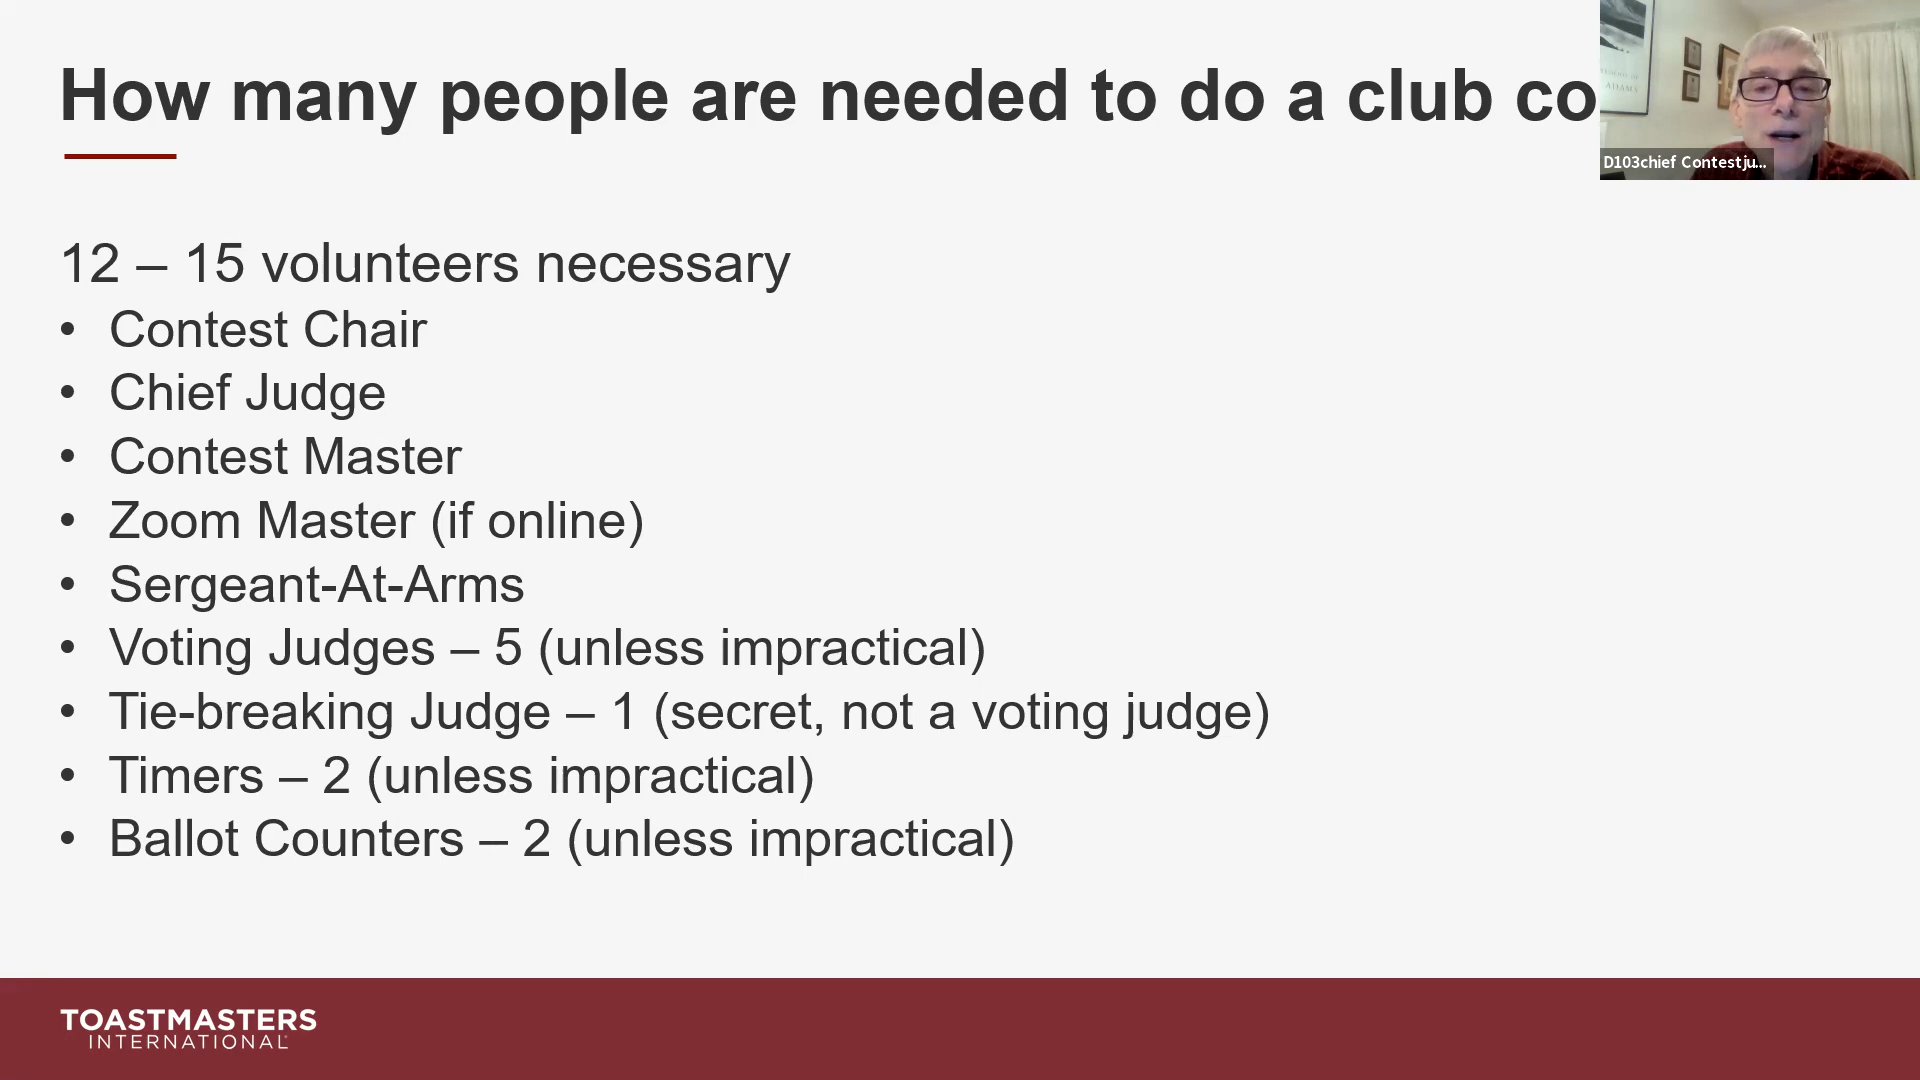 How many people are needed to do a club co
ADAMS
D103chief Contestju...
12 – 15 volunteers necessary
• Contest Chair
• Chief Judge
• Contest Master
• Zoom Master (if online)
• Sergeant-At-Arms
• Voting Judges – 5 (unless impractical)
• Tie-breaking Judge – 1 (secret, not a voting judge)
• Timers – 2 (unless impractical)
• Ballot Counters – 2 (unless impractical)
TOASTMASTERS
INTERNATIONAL